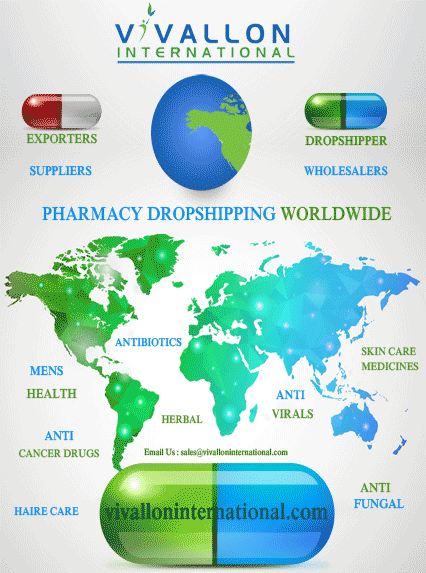 VIVALLON
INTERNATIONAL
EXPORTERS
DROPSHIPPER
SUPPLIERS
WHOLESALERS
PHARMACY DROPSHIPPING WORLDWIDE
ANTIBIOTICS
SKIN CARE
MEDICINES
MENS
HEALTH
ANTI
VIRALS
HERBAL
ANTI
CANCER DRUGS
Email Us : sales@vivalloninternational.com
ANTI
FUNGAL
HAIRE CARE
vivalloninternational.com